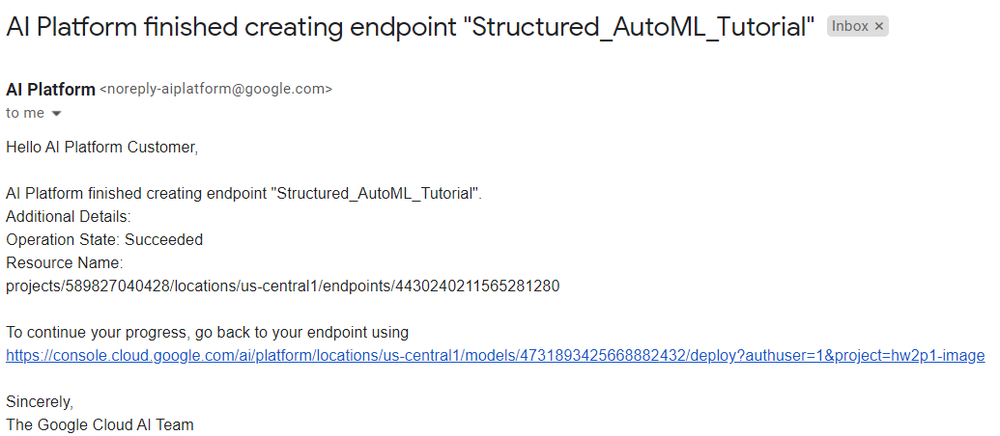 AI Platform finished creating endpoint "Structured_AutoML_Tutorial" Inbox ×
AI Platform <noreply-aiplatform@google.com>
to me
Hello AI Platform Customer,
AI Platform finished creating endpoint "Structured_AutoML_Tutorial".
Additional Details:
Operation State: Succeeded
Resource Name:
projects/589827040428/locations/us-central1/endpoints/4430240211565281280
To continue your progress, go back to your endpoint using
https://console.cloud.google.com/ai/platform/locations/us-central1/models/4731893425668882432/deploy?authuser=1&project=hw2p1-image
Sincerely,
The Google Cloud AI Team